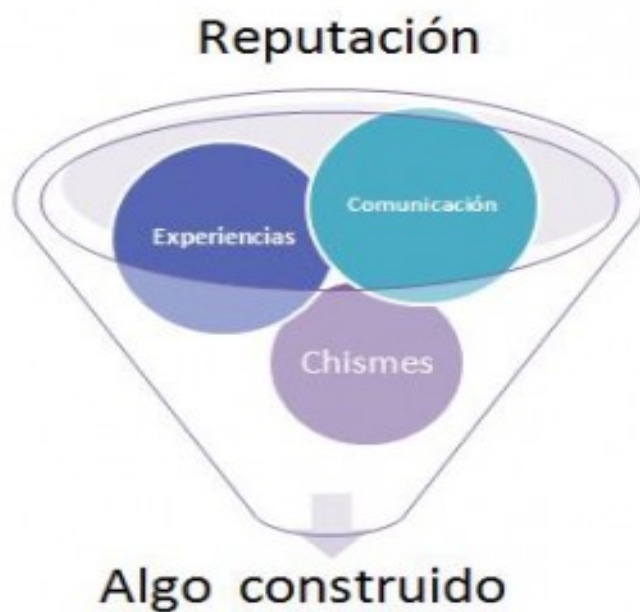 Reputación
Comunicación
Experiencias
Chismes
Algo construido